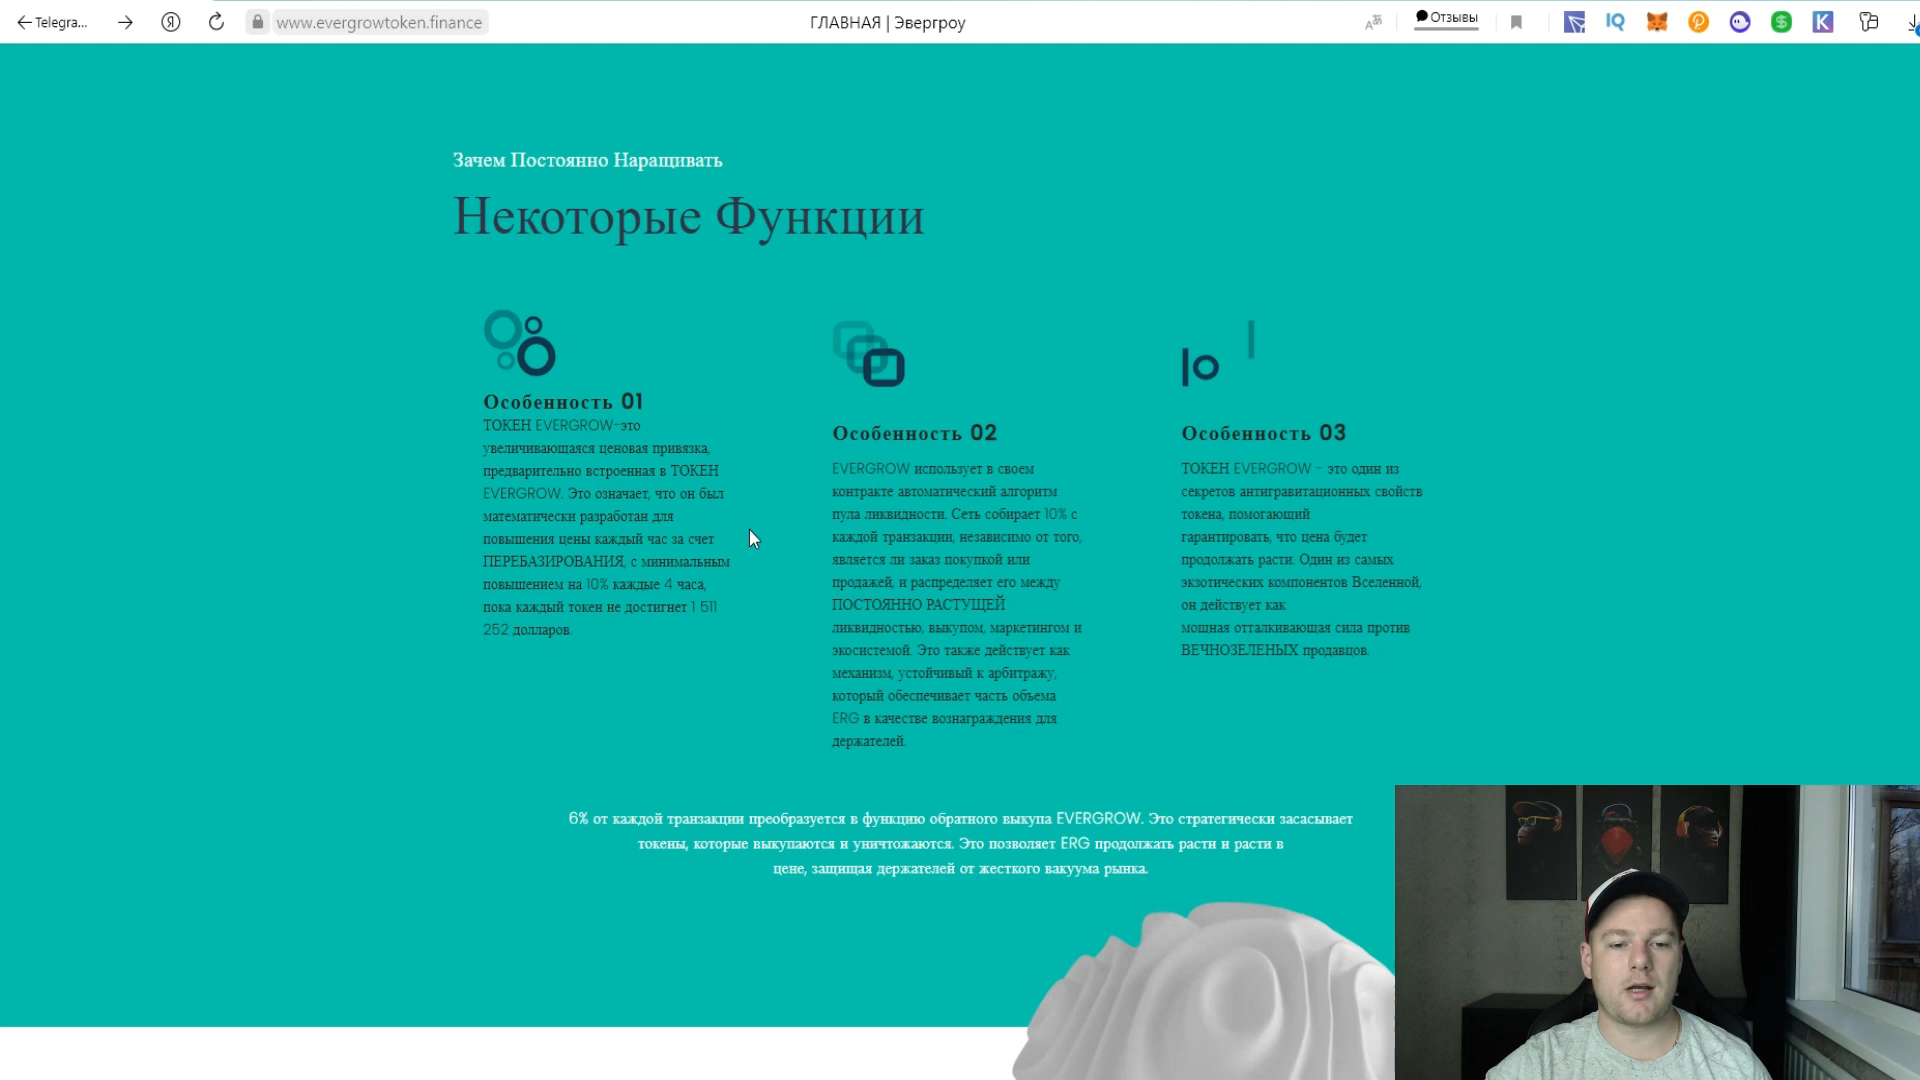 Telegra...
www.evergrowtoken.finance
ГЛАВНАЯ | Эвергроу
Отзывы
Зачем Постоянно Наращивать
Некоторые Функции
Особенность 01
ТОКЕН EVERGROW-это
увеличивающаяся ценовая привязка,
предварительно встроенная в ТОКЕН
EVERGROW. Это означает, что он был
математически разработан для
повышения цены каждый час за счет
ПЕРЕБАЗИРОВАНИЯ, с минимальным
повышением на 10% каждые 4 часа,
пока каждый токен не достигнет 1 511
252 долларов.
Особенность 02
EVERGROW использует в своем
контракте автоматический алгоритм
пула ликвидности. Сеть собирает 10% с
каждой транзакции, независимо от того,
является ли заказ покупкой или
продажей, и распределяет его между
ПОСТОЯННО РАСТУЩЕЙ
ликвидностью, выкупом, маркетингом и
экосистемой. Это также действует как
механизм, устойчивый к арбитражу,
который обеспечивает часть объема
ERG в качестве вознаграждения для
держателей.
Особенность 03
ТОКЕН EVERGROW - это один из
секретов антигравитационных свойств
токена, помогающий
гарантировать, что цена будет
продолжать расти. Один из самых
экзотических компонентов Вселенной,
он действует как
мощная отталкивающая сила против
ВЕЧНОЗЕЛЕНЫХ продавцов.
6% от каждой транзакции преобразуется в функцию обратного выкупа EVERGROW. Это стратегически засасывает
токены, которые выкупаются и уничтожаются. Это позволяет ERG продолжать расти и расти в
цене, защищая держателей от жесткого вакуума рынка.